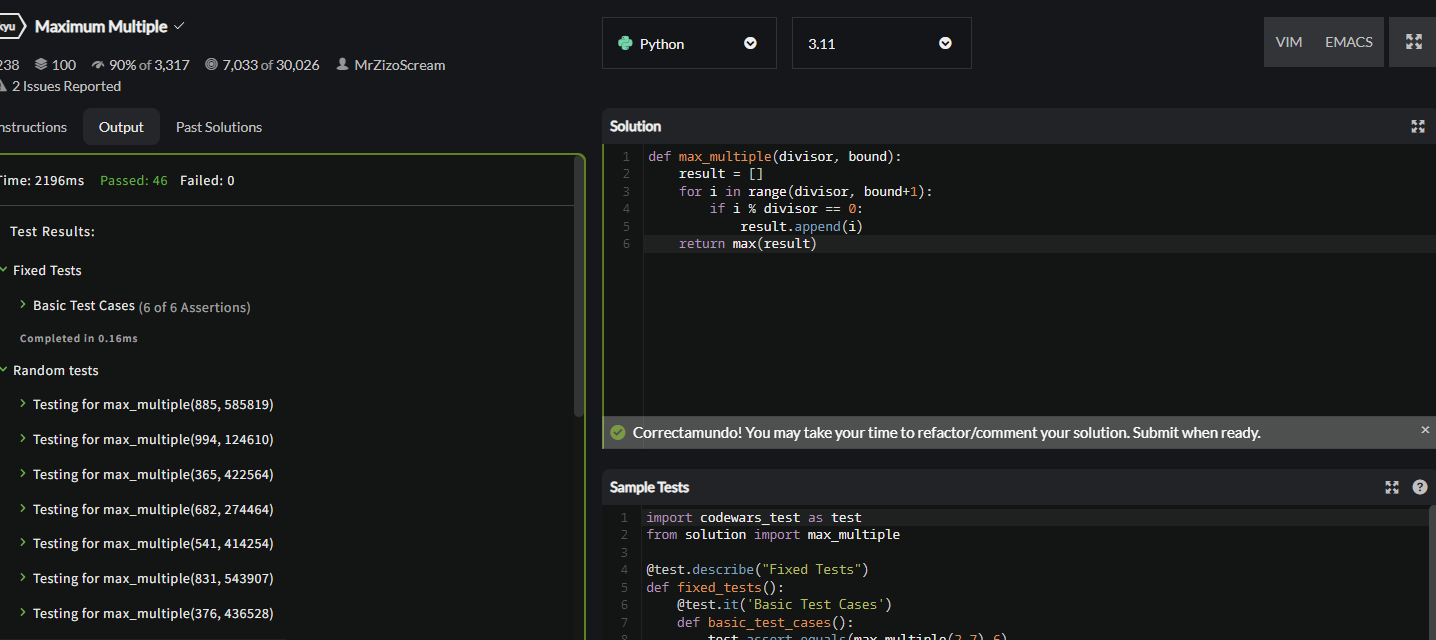 kyu Maximum Multiple
238 100 90% of 3,317 7,033 of 30,026 MrZizoScream
2 Issues Reported
nstructions Output Past Solutions
Time: 2196ms Passed: 46 Failed: 0
Test Results:
Fixed Tests
Basic Test Cases (6 of 6 Assertions)
Completed in 0.16ms
Random tests
Testing for max_multiple(885, 585819)
Testing for max_multiple(994, 124610)
Testing for max_multiple(365, 422564)
Testing for max_multiple(682, 274464)
Testing for max_multiple(541, 414254)
Testing for max_multiple(831, 543907)
Testing for max_multiple(376, 436528)
Python 3.11 VIM EMACS
Solution
1 def max_multiple(divisor, bound):
2 result = []
3 for i in range(divisor, bound+1):
4 if i % divisor == 0:
5 result.append(i)
6 return max(result)
Correctamundo! You may take your time to refactor/comment your solution. Submit when ready. ×
Sample Tests ?
1 import codewars_test as test
2 from solution import max_multiple
3
4 @test.describe("Fixed Tests")
5 def fixed_tests():
6 @test.it('Basic Test Cases')
7 def basic_test_cases():
8 test.assert_equals(max_multiple(2,7),6)